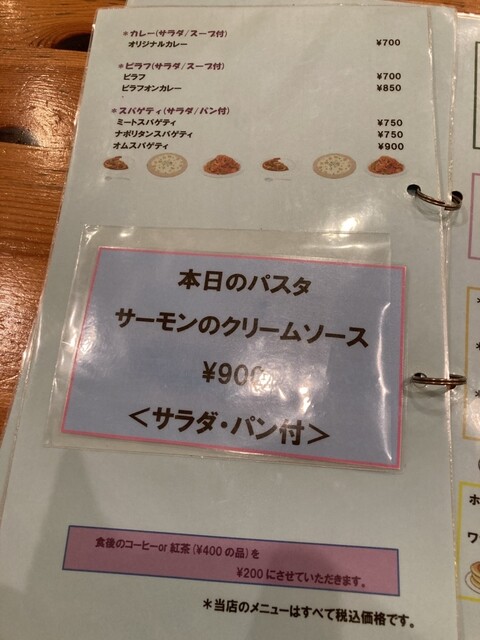 *カレー(サラダ/スープ付)
オリジナルカレー ¥700
*ピラフ(サラダ/スープ付)
ピラフ ¥700
ピラフオンカレー ¥850
*スパゲティ(サラダ/パン付)
ミートスパゲティ ¥750
ナポリタンスパゲティ ¥750
オムスパゲティ ¥900
本日のパスタ
サーモンのクリームソース
¥900
<サラダ・パン付>
食後のコーヒーor紅茶(¥400の品)を
¥200にさせていただきます。
*当店のメニューはすべて税込価格です。
ホ
ワ